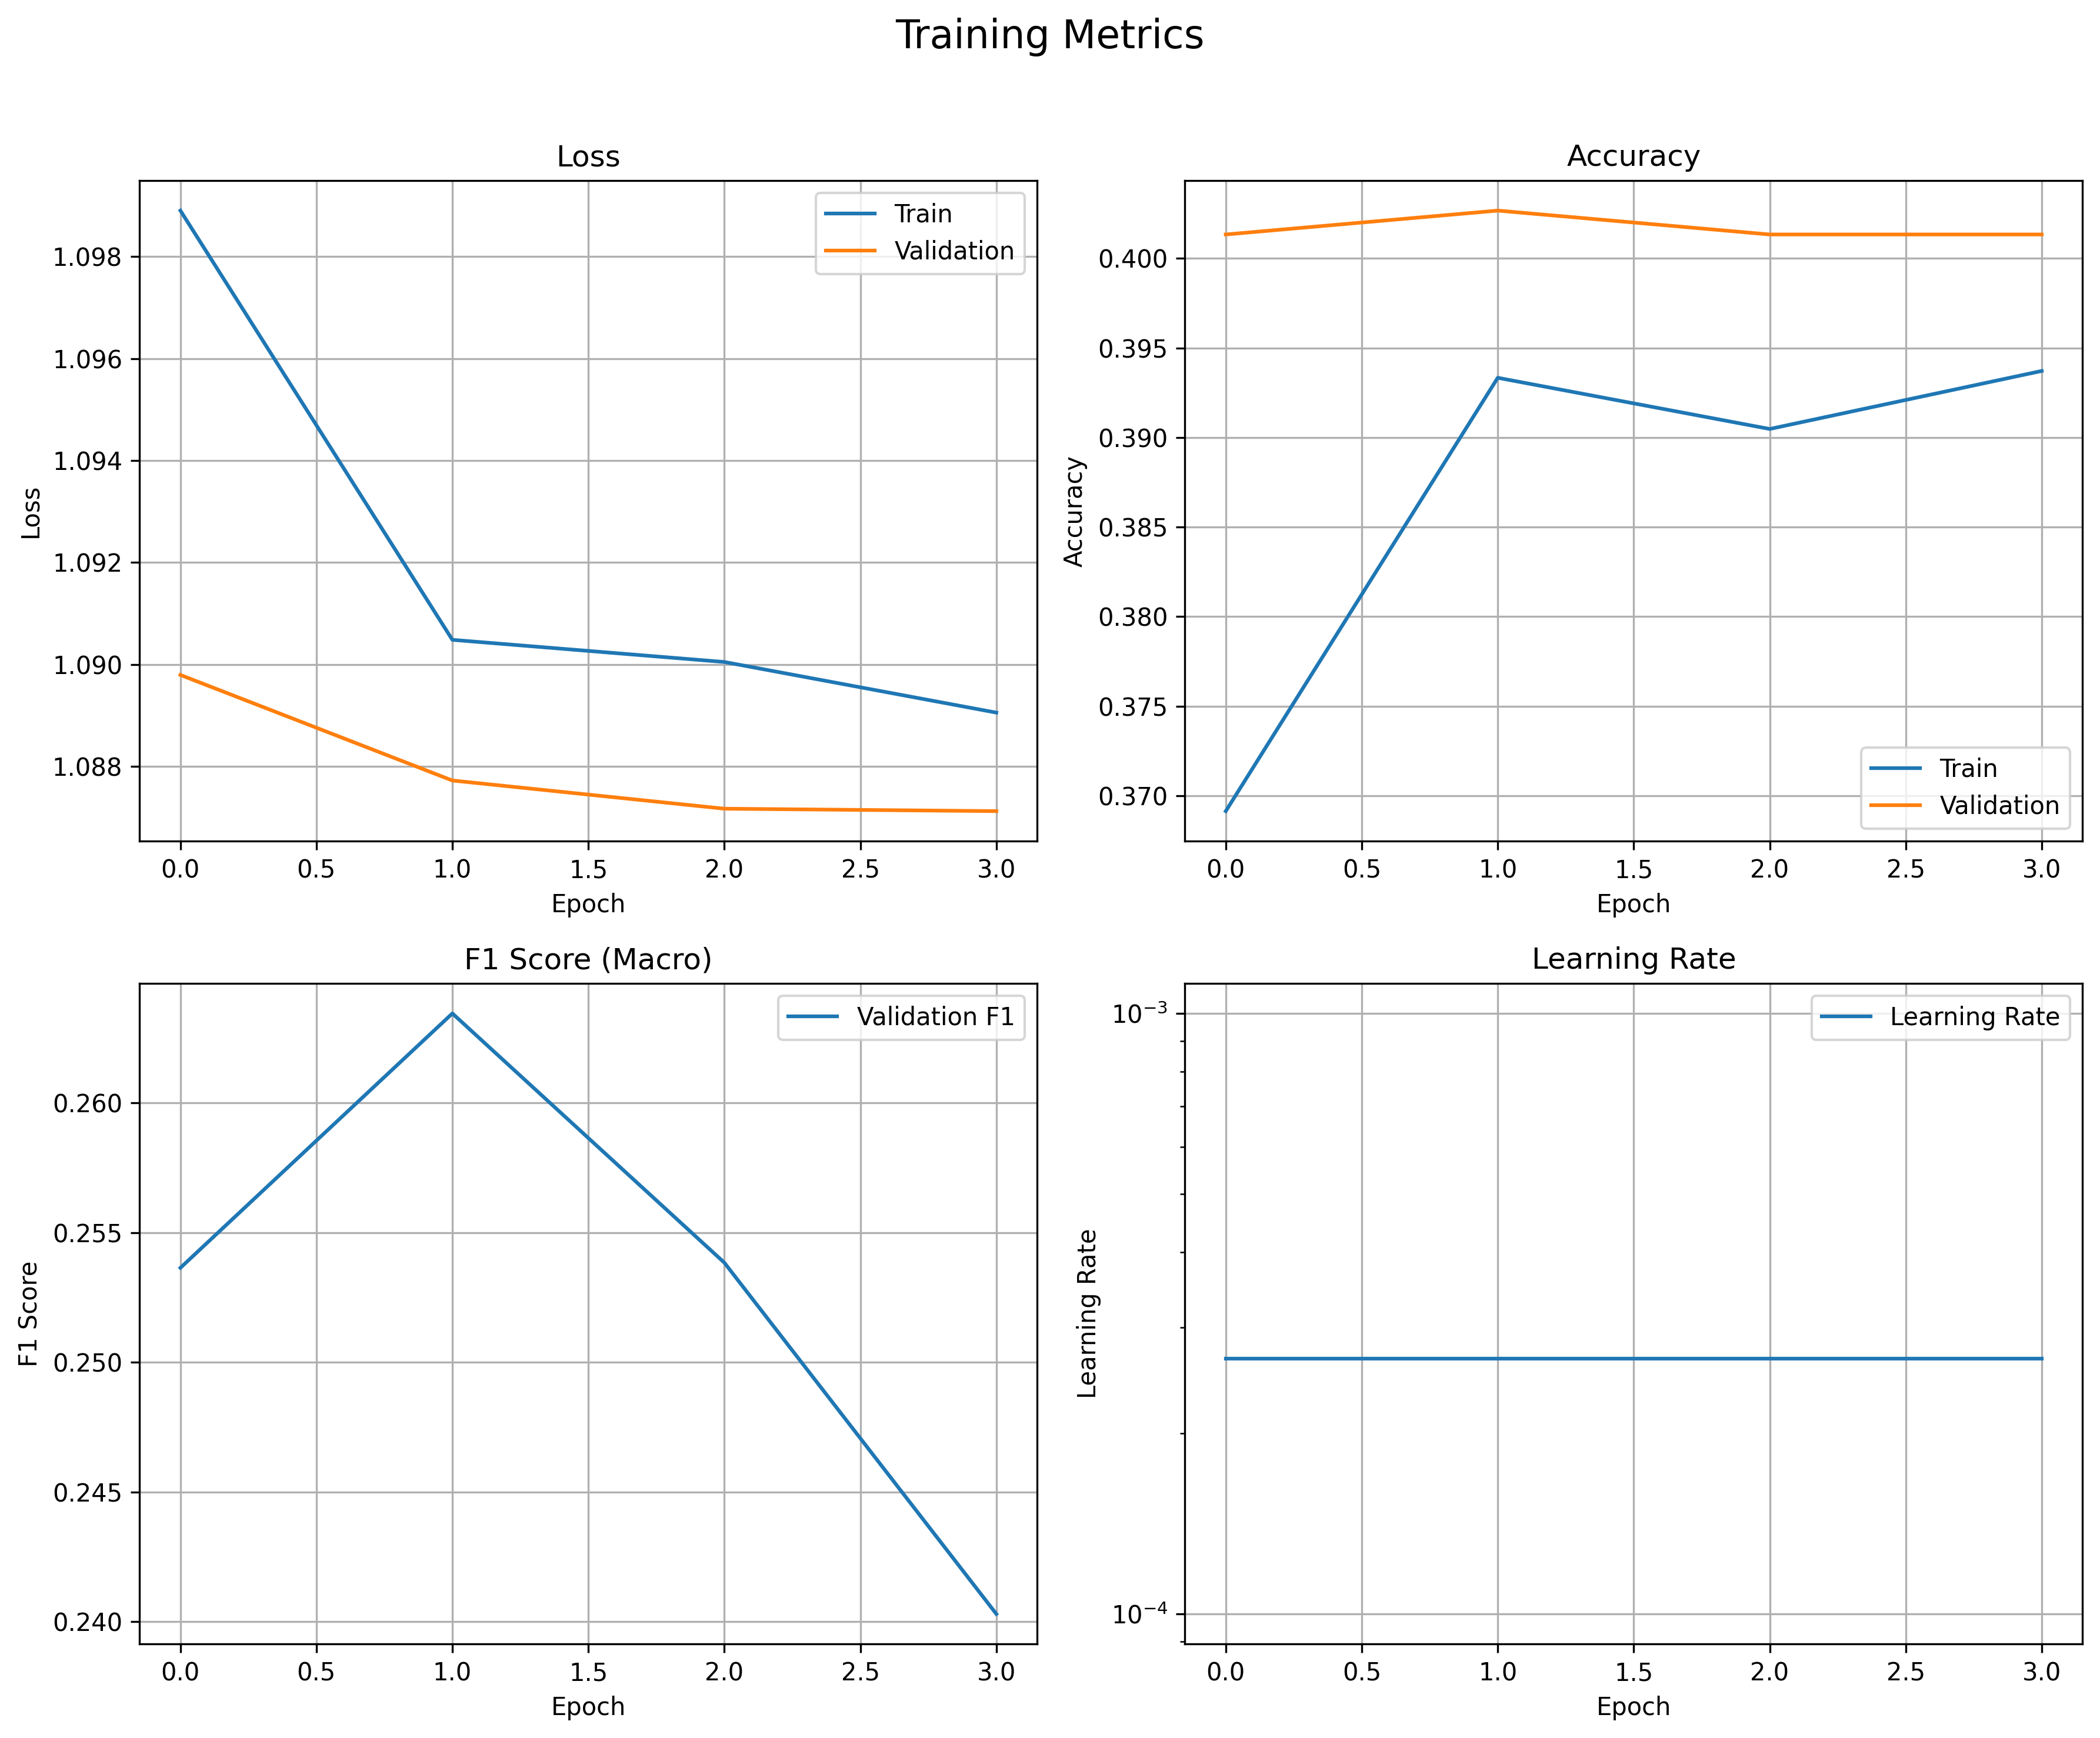 Training Metrics
Loss
Train
Validation
1.098
1.096
1.094
1.092
1.090
1.088
Loss
0.0 0.5 1.0 1.5 2.0 2.5 3.0
Epoch
Accuracy
0.400
0.395
0.390
0.385
0.380
0.375
0.370
Accuracy
Train
Validation
0.0 0.5 1.0 1.5 2.0 2.5 3.0
Epoch
F1 Score (Macro)
Validation F1
0.260
0.255
0.250
0.245
0.240
F1 Score
0.0 0.5 1.0 1.5 2.0 2.5 3.0
Epoch
Learning Rate
Learning Rate
10⁻³
10⁻⁴
Learning Rate
0.0 0.5 1.0 1.5 2.0 2.5 3.0
Epoch